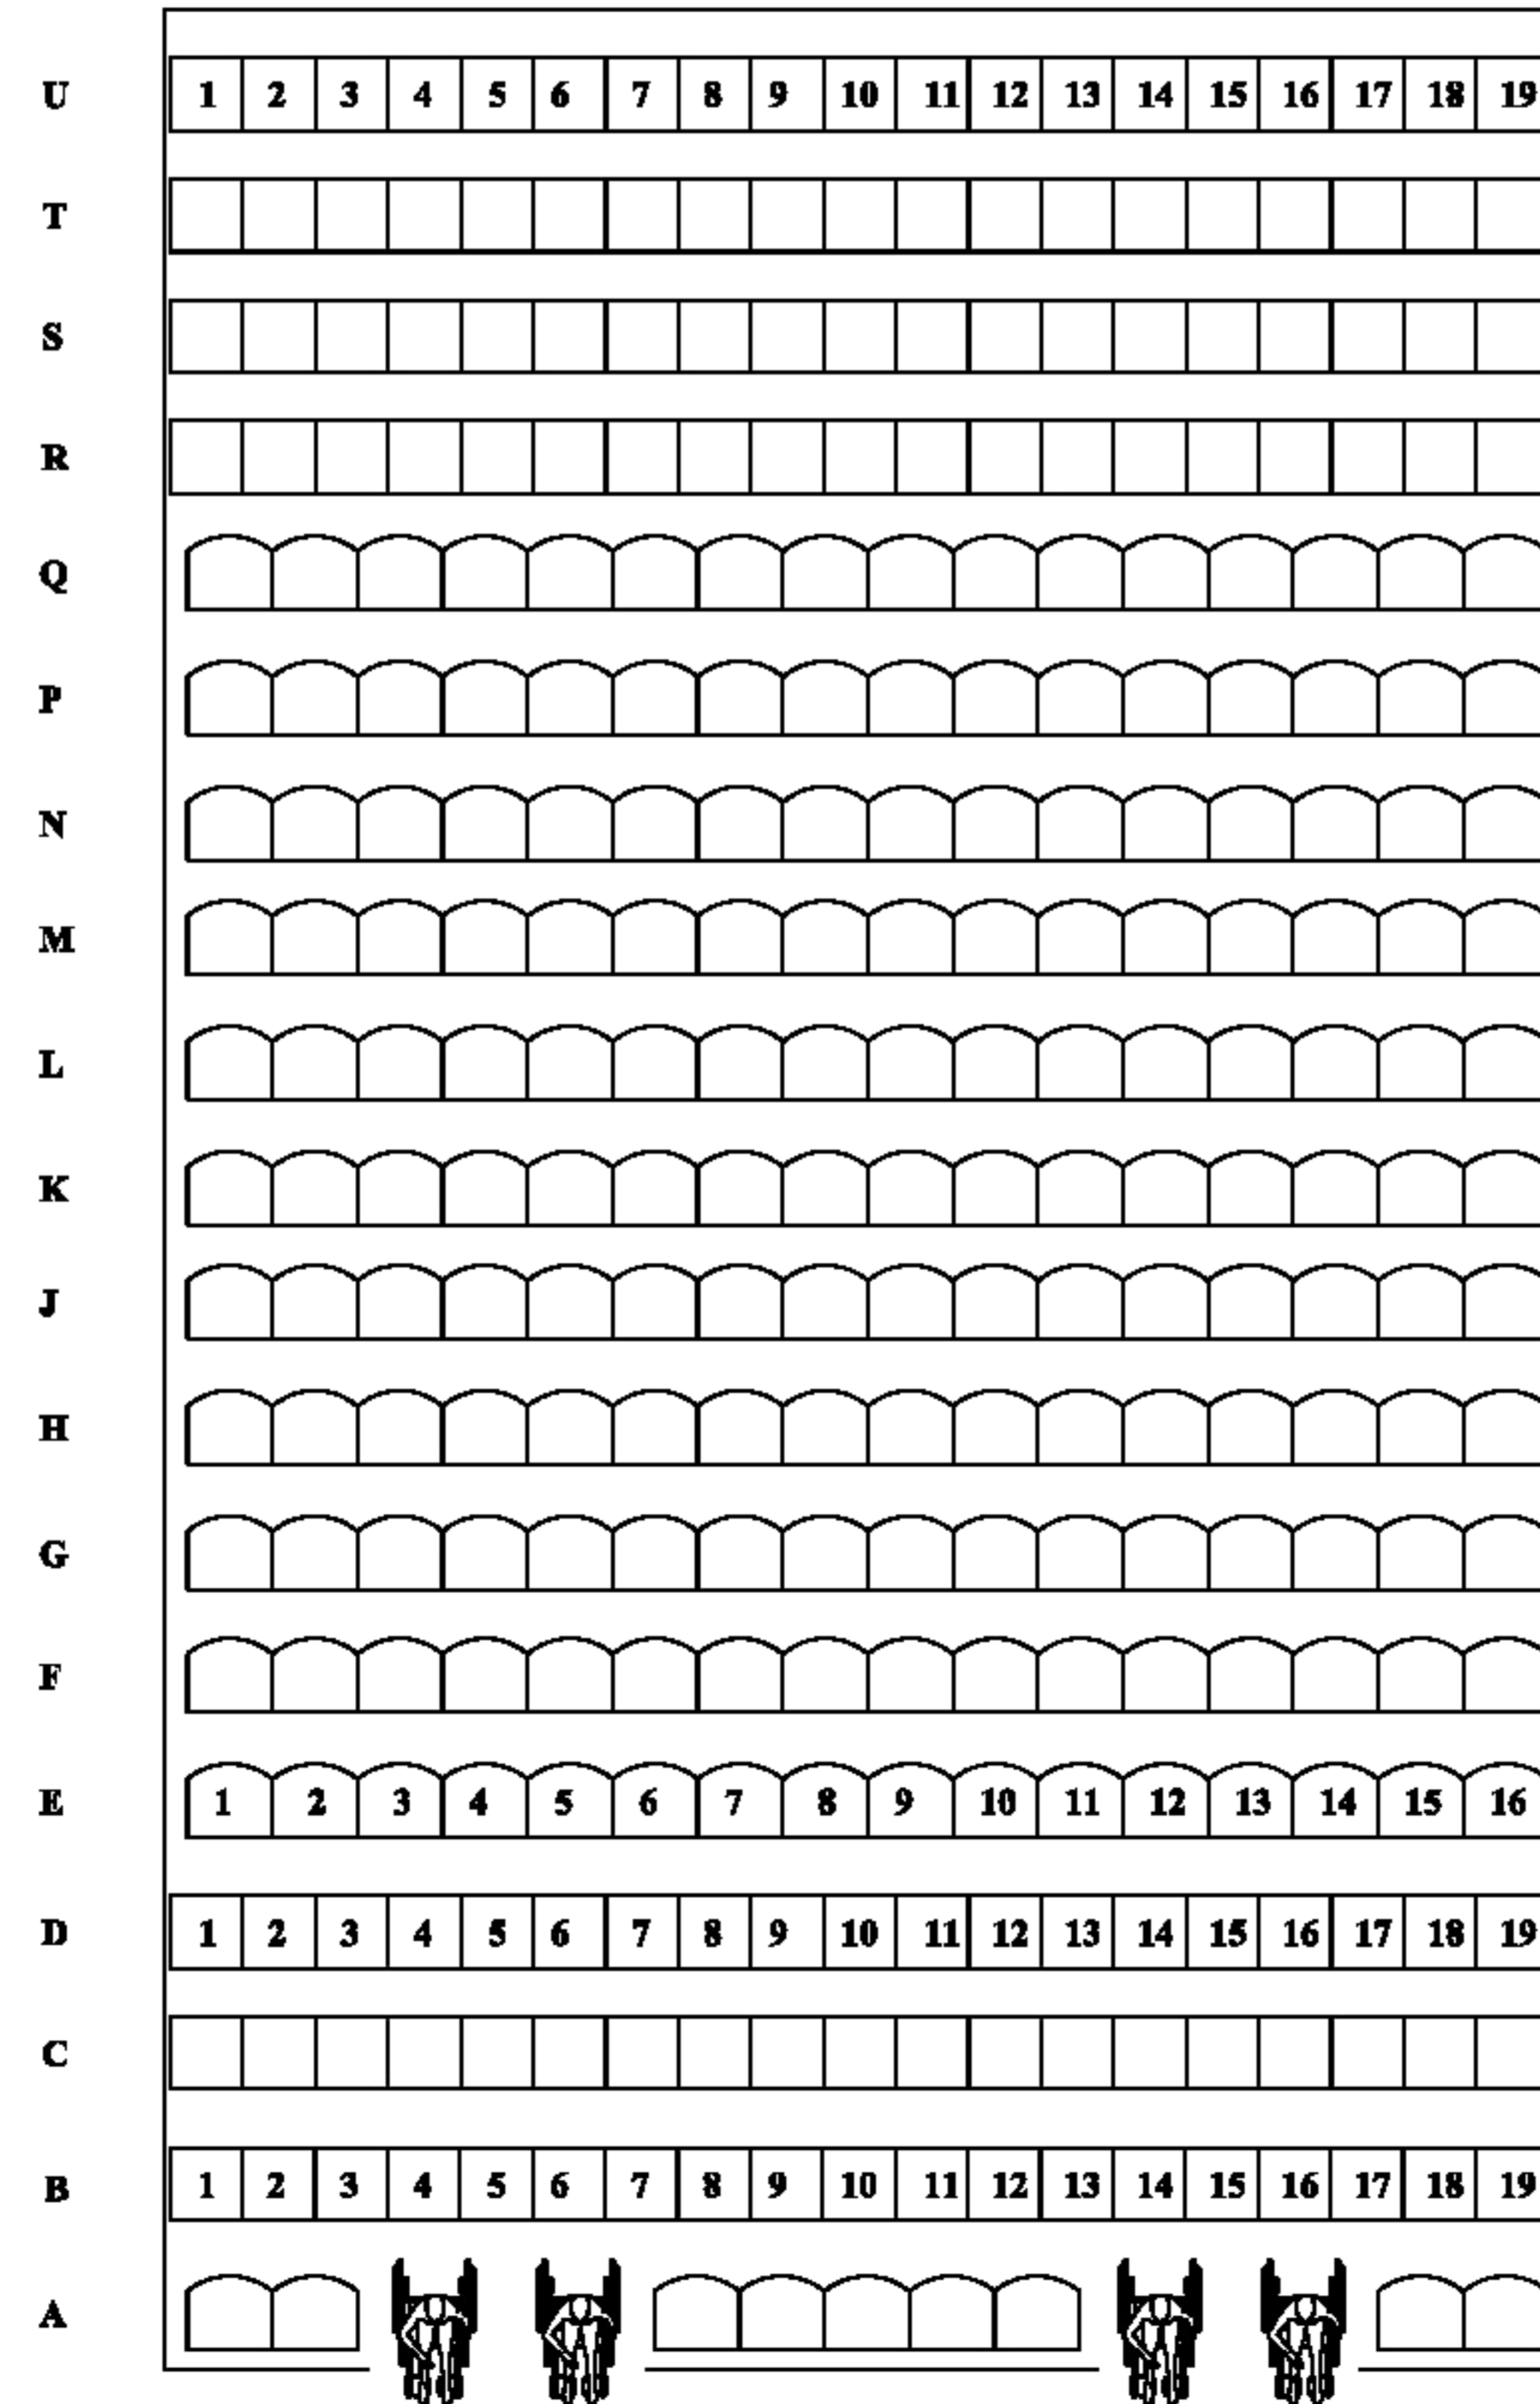 U 1 2 3 4 5 6 7 8 9 10 11 12 13 14 15 16 17 18 19
T
S
R
Q
P
N
M
L
K
J
H
G
F
E 1 2 3 4 5 6 7 8 9 10 11 12 13 14 15 16
D 1 2 3 4 5 6 7 8 9 10 11 12 13 14 15 16 17 18 19
C
B 1 2 3 4 5 6 7 8 9 10 11 12 13 14 15 16 17 18 19
A